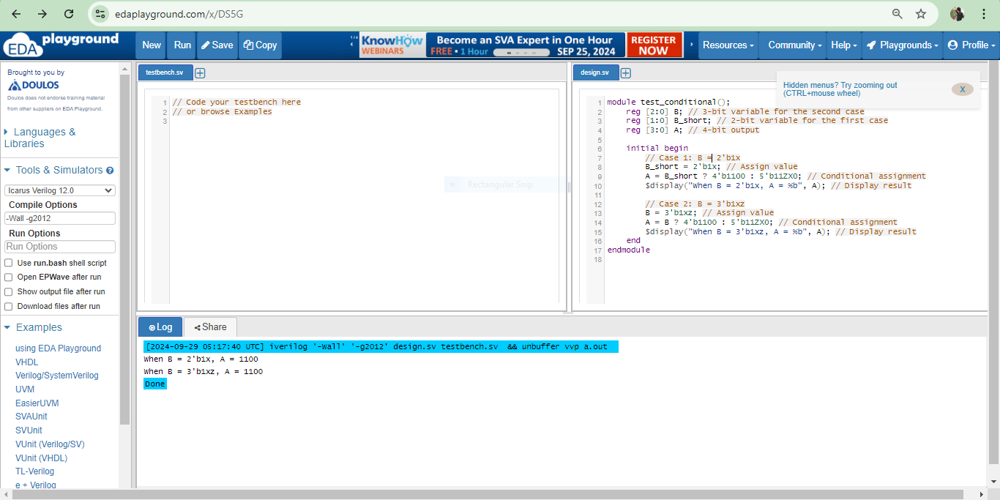 edaplayground.com/x/DS5G
EDA playground
New Run Save Copy
1/4
KnowHow WEBINARS
Become an SVA Expert in One Hour
FREE • 1 Hour SEP 25, 2024
REGISTER NOW
Resources Community Help Playgrounds Profile
Brought to you by
DOULOS
Doulos does not endorse training material
from other suppliers on EDA Playground.
Languages &
Libraries
Tools & Simulators
Icarus Verilog 12.0
Compile Options
-Wall -g2012
Run Options
Run Options
Use run.bash shell script
Open EPWave after run
Show output file after run
Download files after run
Examples
using EDA Playground
VHDL
Verilog/SystemVerilog
UVM
EasierUVM
SVAUnit
SVUnit
VUnit (Verilog/SV)
VUnit (VHDL)
TL-Verilog
e + Verilog
testbench.sv
1 // Code your testbench here
2 // or browse Examples
3
Rectangular Snip
design.sv
Hidden menus? Try zooming out
(CTRL+mouse wheel)
X
1 module test_conditional();
2 reg [2:0] B; // 3-bit variable for the second case
3 reg [1:0] B_short; // 2-bit variable for the first case
4 reg [3:0] A; // 4-bit output
5
6 initial begin
7 // Case 1: B = 2'b1x
8 B_short = 2'b1x; // Assign value
9 A = B_short ? 4'b1100 : 5'b11ZX0; // Conditional assignment
10 $display("When B = 2'b1x, A = %b", A); // Display result
11
12 // Case 2: B = 3'b1xz
13 B = 3'b1xz; // Assign value
14 A = B ? 4'b1100 : 5'b11ZX0; // Conditional assignment
15 $display("When B = 3'b1xz, A = %b", A); // Display result
16 end
17 endmodule
18
Log Share
[2024-09-29 05:17:40 UTC] iverilog '-Wall' '-g2012' design.sv testbench.sv && unbuffer vvp a.out
When B = 2'b1x, A = 1100
When B = 3'b1xz, A = 1100
Done